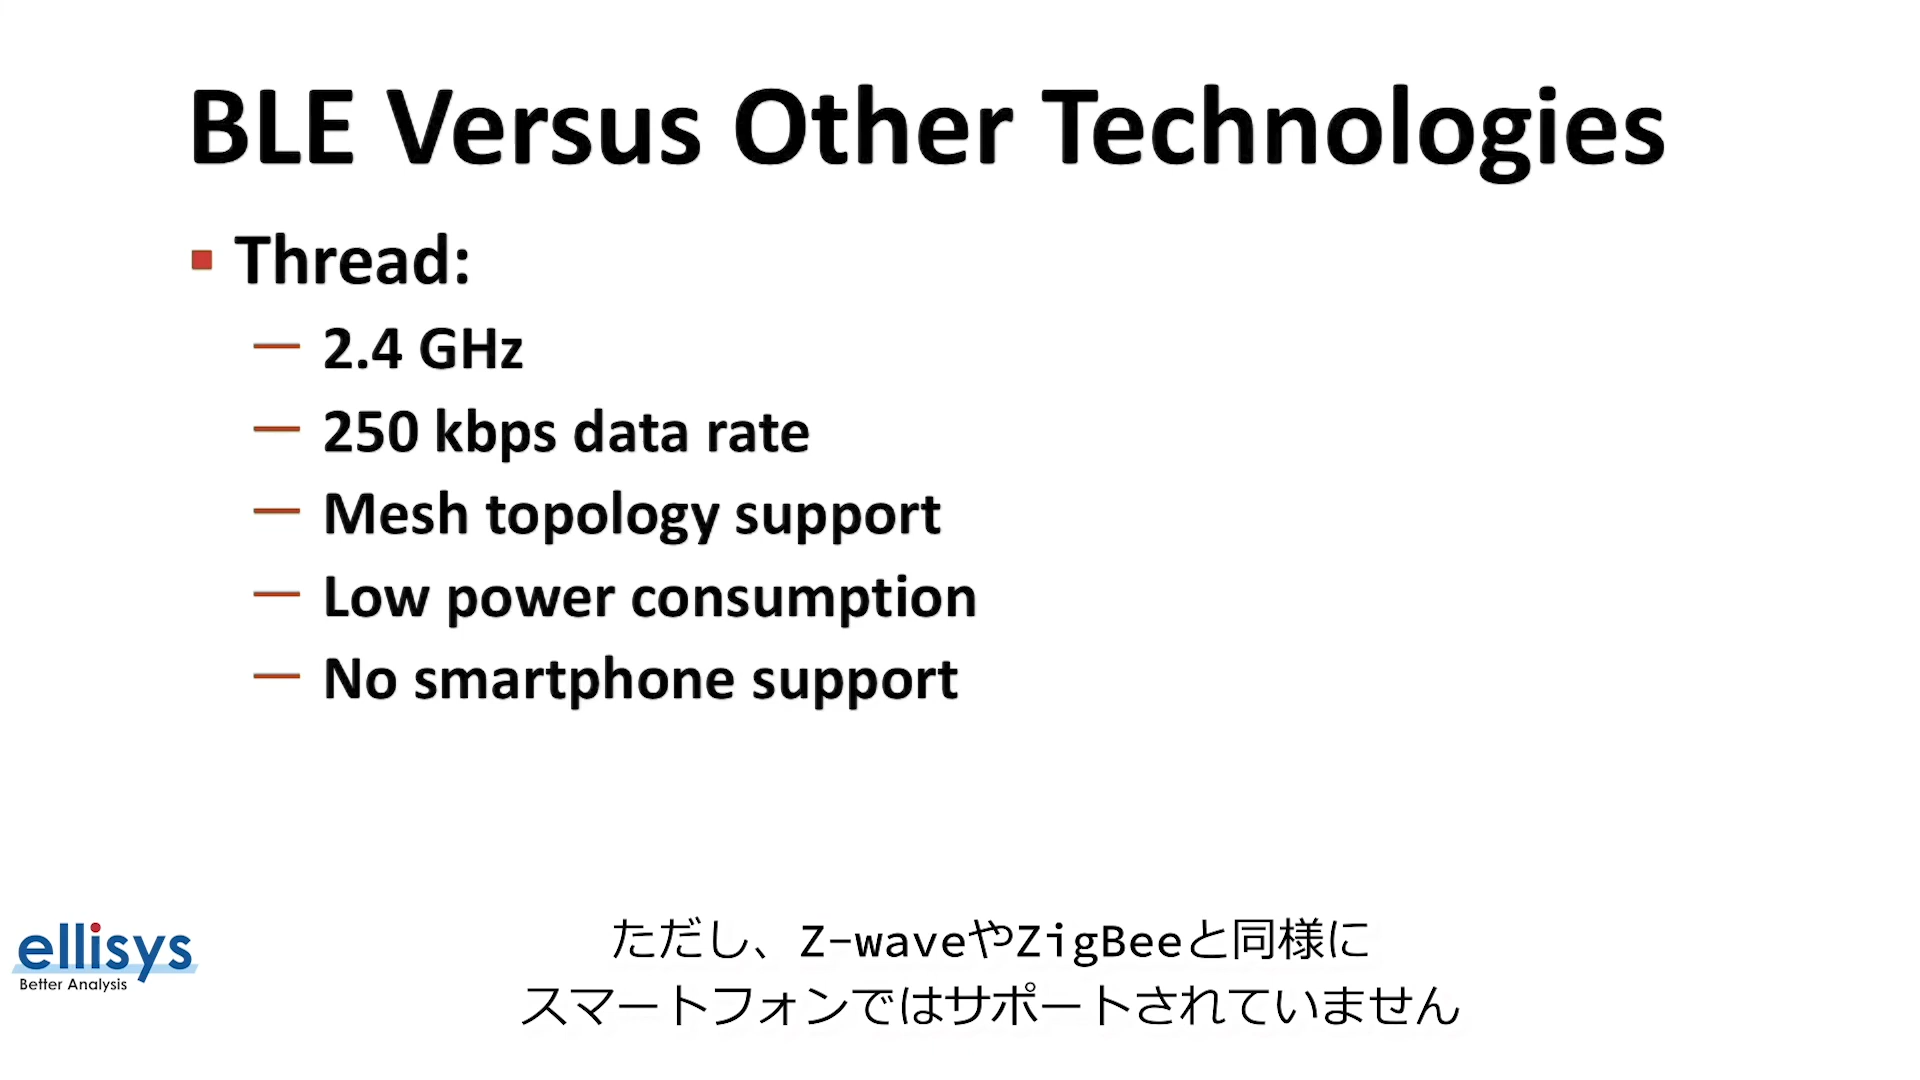 BLE Versus Other Technologies
Thread:
2.4 GHz
250 kbps data rate
Mesh topology support
Low power consumption
No smartphone support
ellisys
Better Analysis
ただし、Z-waveやZigBeeと同様に
スマートフォンではサポートされていません